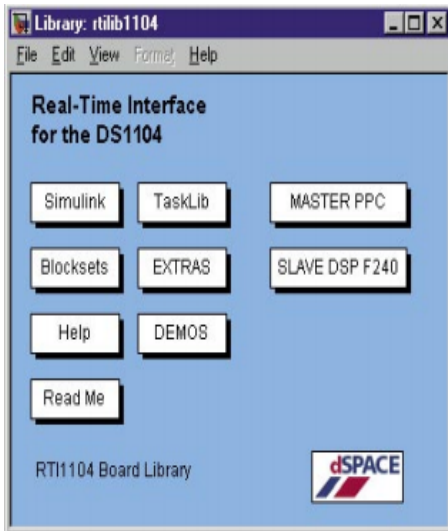 Library: rtilib1104
File Edit View Format Help
Real-Time Interface
for the DS1104
Simulink TaskLib MASTER PPC
Blocksets EXTRAS SLAVE DSP F240
Help DEMOS
Read Me
RTI1104 Board Library
dSPACE